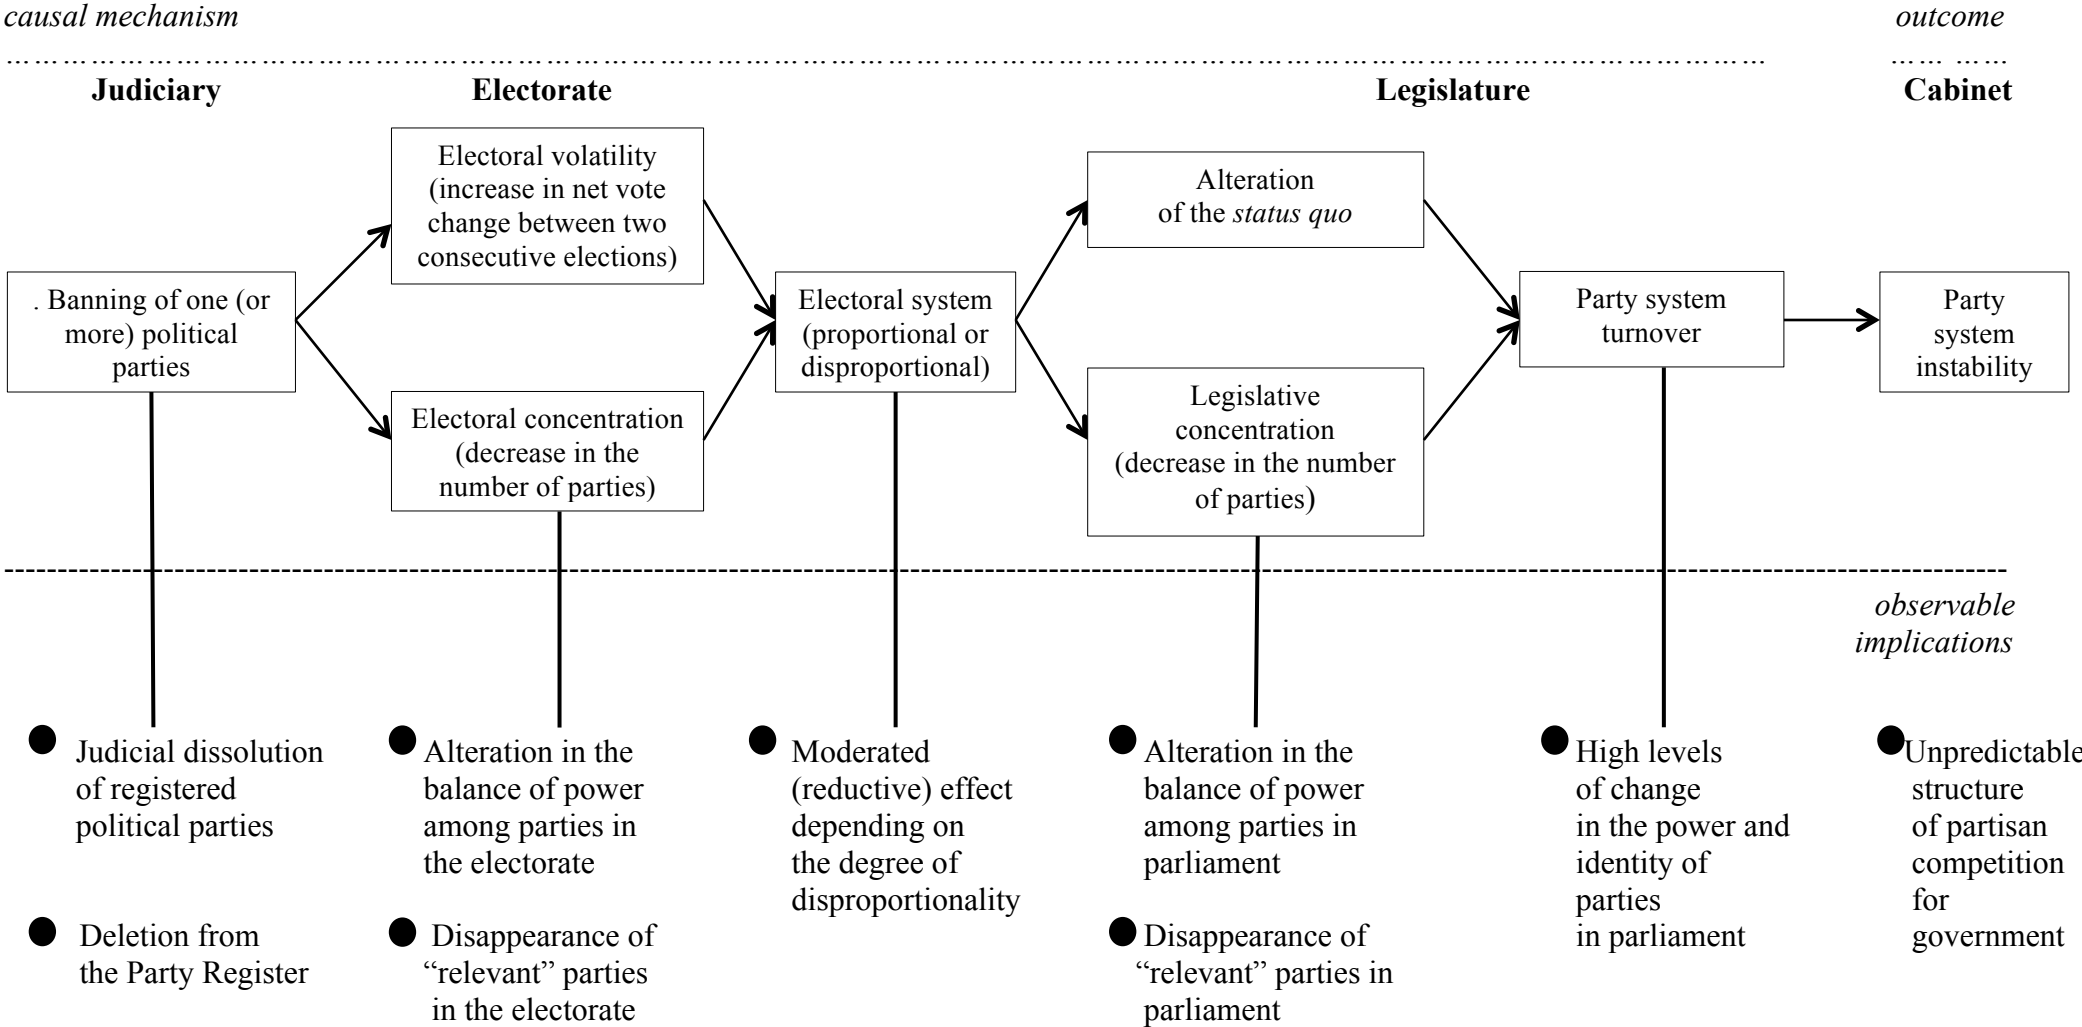 causal mechanism
outcome
Judiciary
Electorate
Legislature
Cabinet
. Banning of one (or
more) political
parties
Electoral volatility
(increase in net vote
change between two
consecutive elections)
Electoral concentration
(decrease in the
number of parties)
Electoral system
(proportional or
disproportional)
Alteration
of the status quo
Legislative
concentration
(decrease in the number
of parties)
Party system
turnover
Party
system
instability
observable
implications
Judicial dissolution
of registered
political parties
Deletion from
the Party Register
Alteration in the
balance of power
among parties in
the electorate
Disappearance of
“relevant” parties
in the electorate
Moderated
(reductive) effect
depending on
the degree of
disproportionality
Alteration in the
balance of power
among parties in
parliament
Disappearance of
“relevant” parties in
parliament
High levels
of change
in the power and
identity of
parties
in parliament
Unpredictable
structure
of partisan
competition
for
government